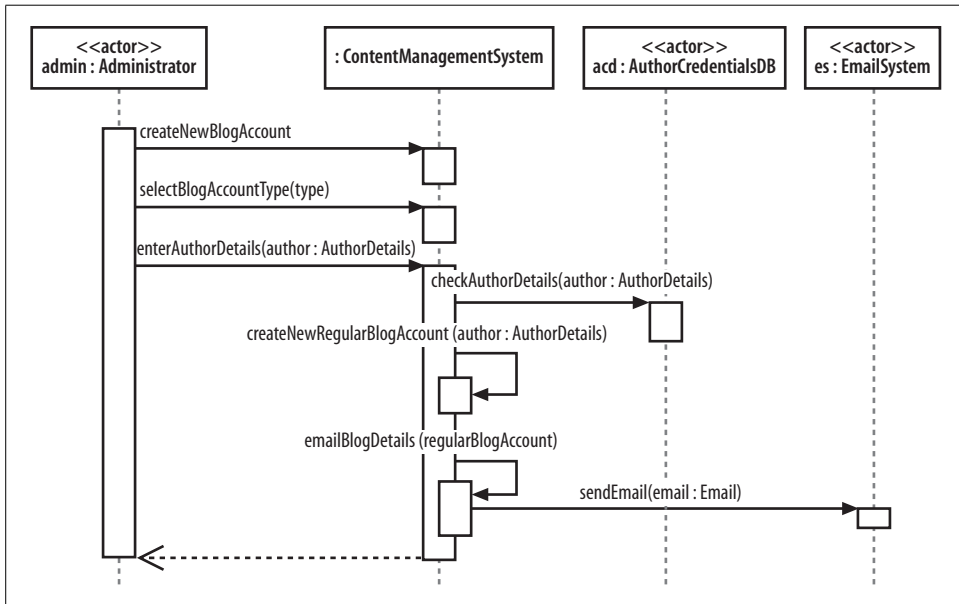 <<actor>>
admin : Administrator
: ContentManagementSystem
<<actor>>
acd : AuthorCredentialsDB
<<actor>>
es : EmailSystem
createNewBlogAccount
selectBlogAccountType(type)
enterAuthorDetails(author : AuthorDetails)
checkAuthorDetails(author : AuthorDetails)
createNewRegularBlogAccount (author : AuthorDetails)
emailBlogDetails (regularBlogAccount)
sendEmail(email : Email)